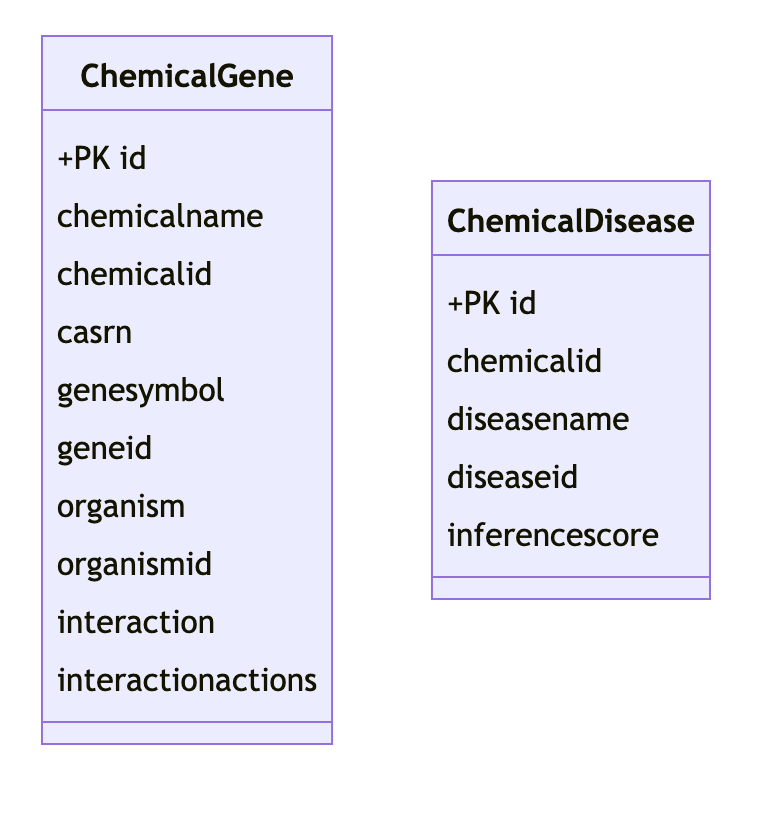 ChemicalGene
+PK id
chemicalname
chemicalid
casrn
genesymbol
geneid
organism
organismid
interaction
interactionactions
ChemicalDisease
+PK id
chemicalid
diseasename
diseaseid
inferencescore